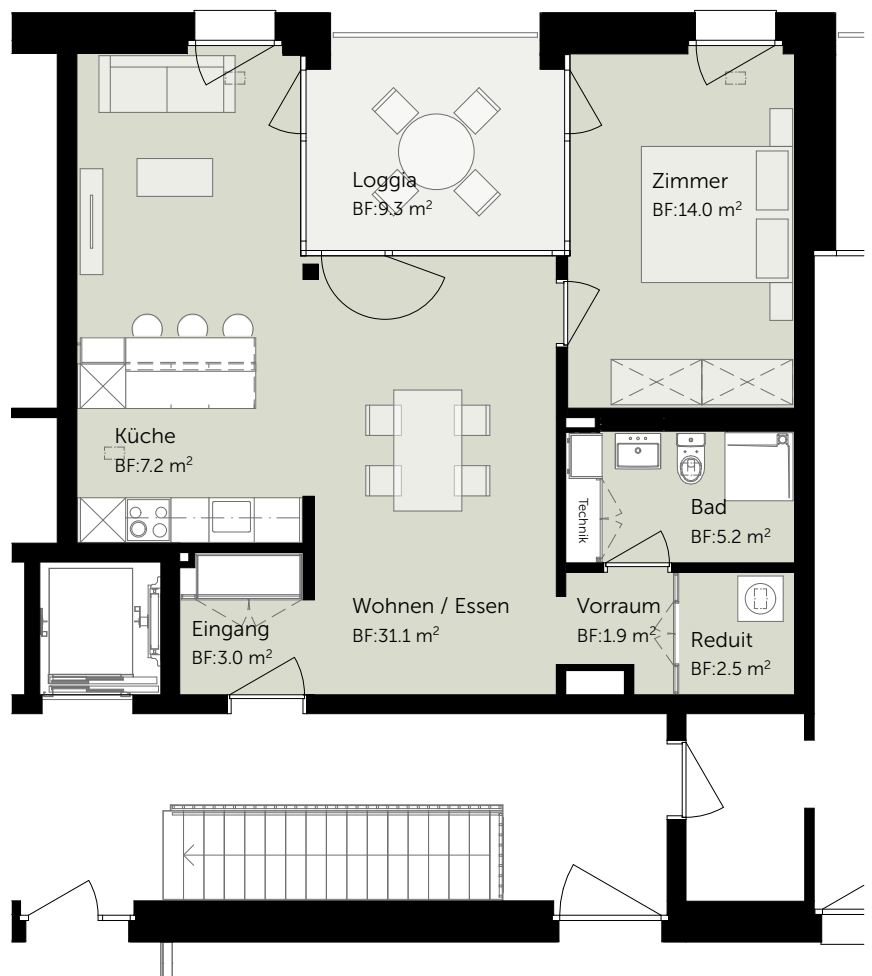 Loggia
BF:9.3 m²
Zimmer
BF:14.0 m²
Küche
BF:7.2 m²
Technik
Bad
BF:5.2 m²
Wohnen / Essen
BF:31.1 m²
Vorraum
BF:1.9 m²
Eingang
BF:3.0 m²
Reduit
BF:2.5 m²